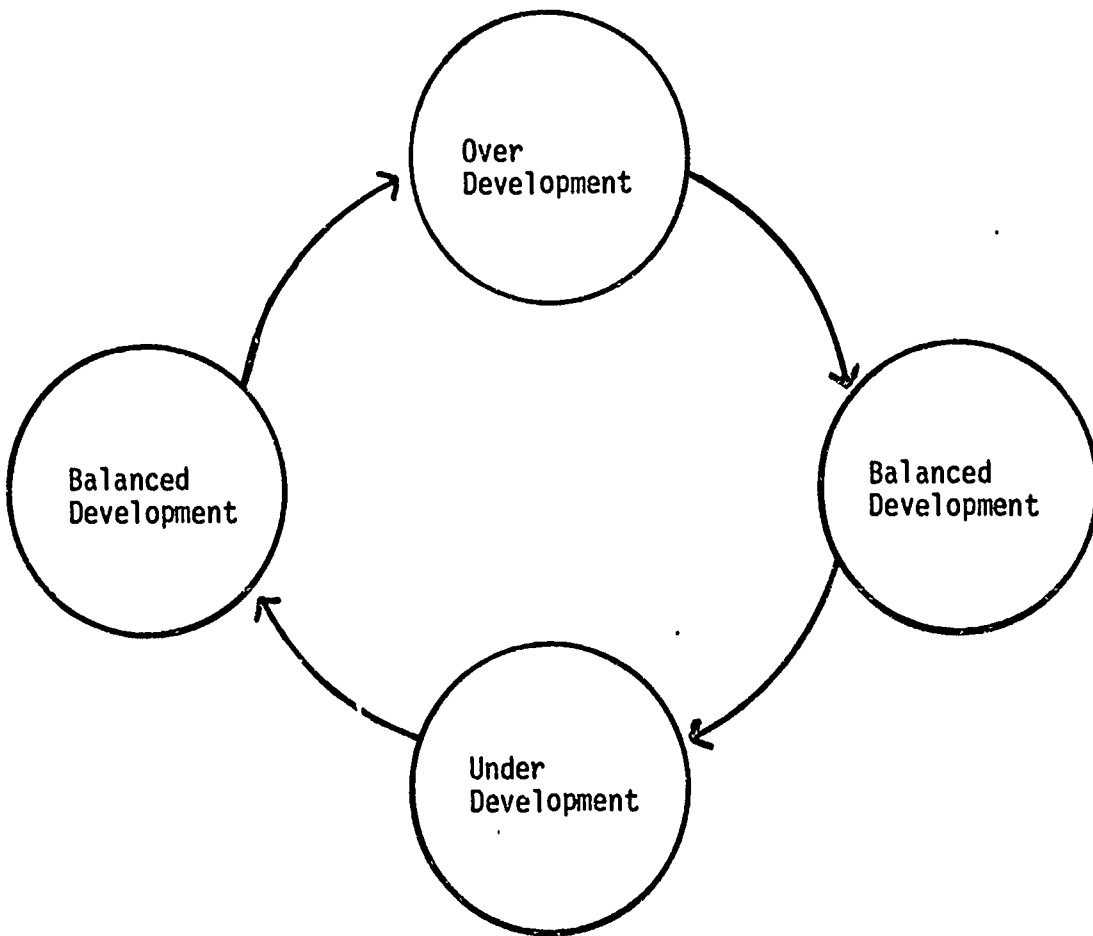 Over
Development
Balanced
Development
Balanced
Development
Under
Development